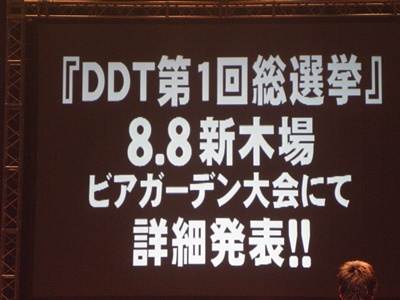 『DDT第1回総選挙』
8.8新木場
ビアガーデン大会にて
詳細発表!!